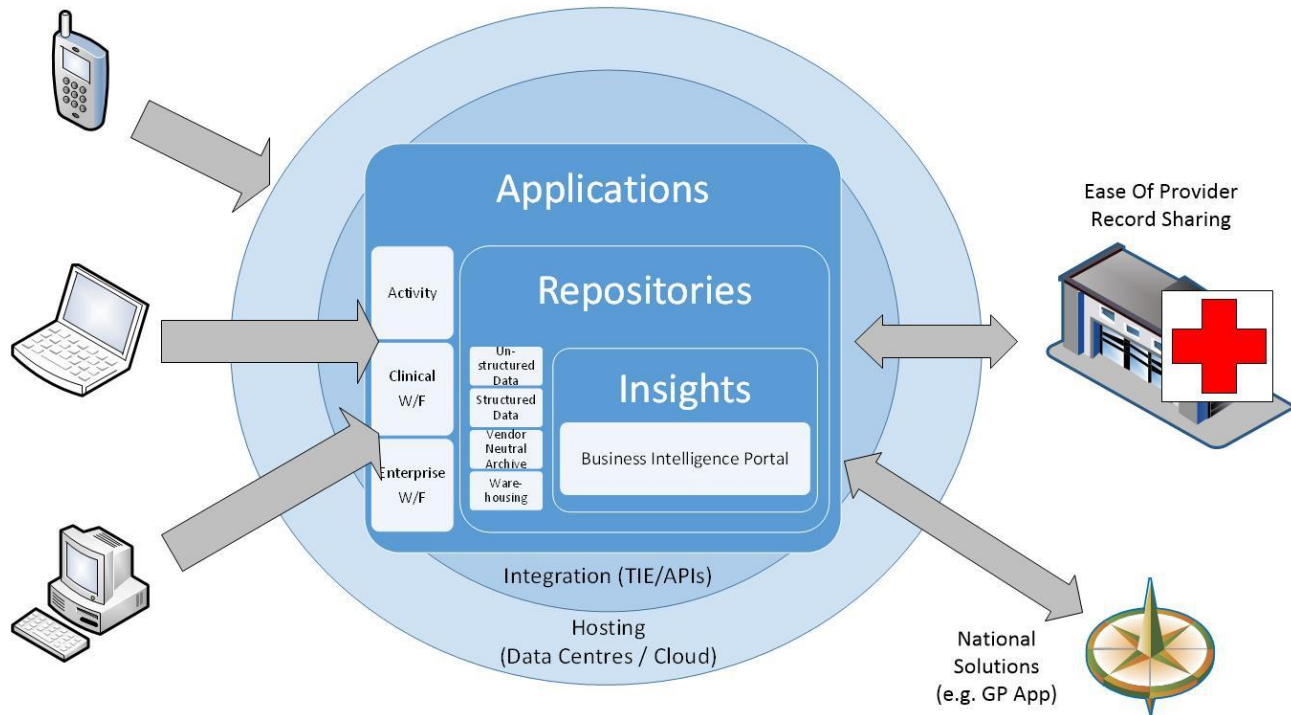 Applications
Ease Of Provider
Record Sharing
Activity
Repositories
Clinical
W/F
Un-
structured
Data
Structured
Data
Vendor
Neutral
Archive
Ware-
housing
Insights
Business Intelligence Portal
Enterprise
W/F
Integration (TIE/APIs)
Hosting
(Data Centres / Cloud)
National
Solutions
(e.g. GP App)